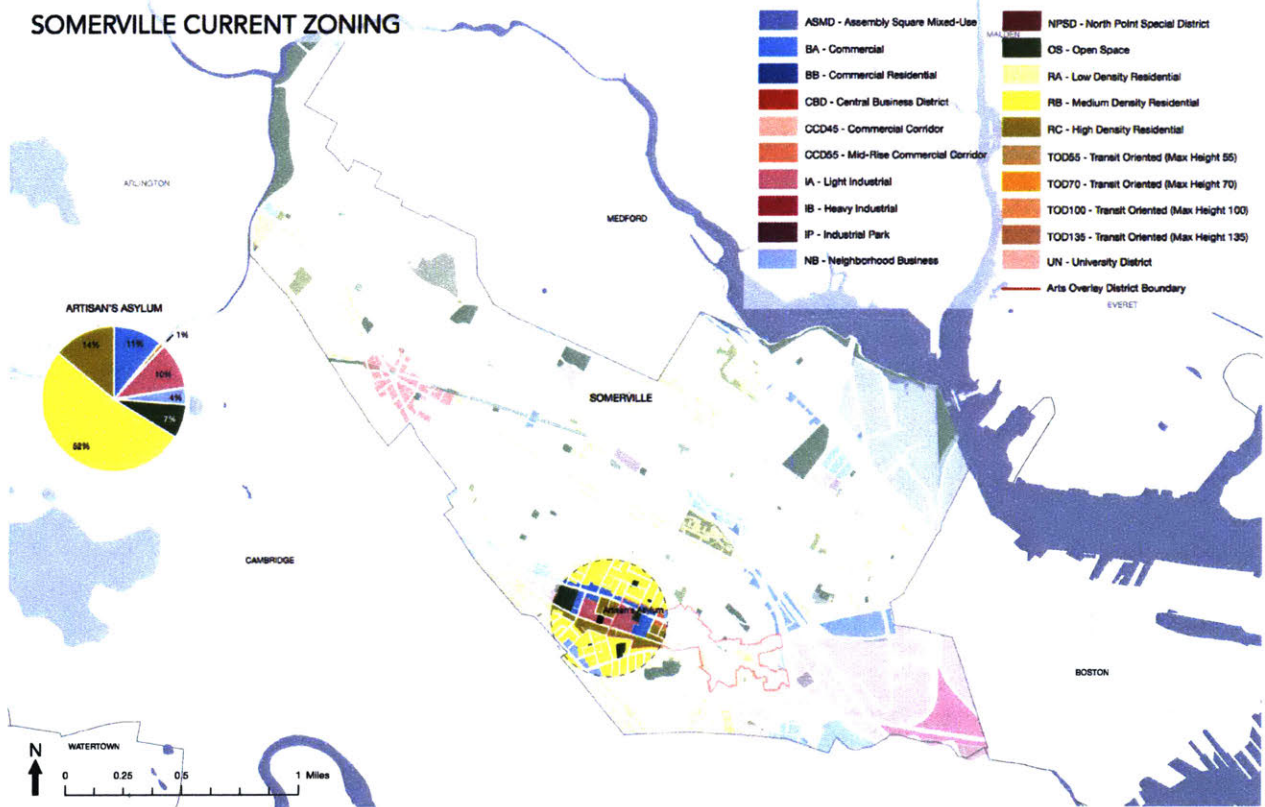 SOMERVILLE CURRENT ZONING
ASMD - Assembly Square Mixed-Use
BA - Commercial
BB - Commercial Residential
CBD - Central Business District
CCD45 - Commercial Corridor
CCD55 - Mid-Rise Commercial Corridor
IA - Light Industrial
IB - Heavy Industrial
IP - Industrial Park
NB - Neighborhood Business
NPSD - North Point Special District
MALDEN
OS - Open Space
RA - Low Density Residential
RB - Medium Density Residential
RC - High Density Residential
TOD55 - Transit Oriented (Max Height 55)
TOD70 - Transit Oriented (Max Height 70)
TOD100 - Transit Oriented (Max Height 100)
TOD135 - Transit Oriented (Max Height 135)
UN - University District
Arts Overlay District Boundary
EVERET
ARLINGTON
MEDFORD
ARTISAN'S ASYLUM
1%
14%
11%
10%
4%
7%
52%
SOMERVILLE
CAMBRIDGE
Artisan's Asylum
BOSTON
WATERTOWN
N
0 0.25 0.5 1 Miles